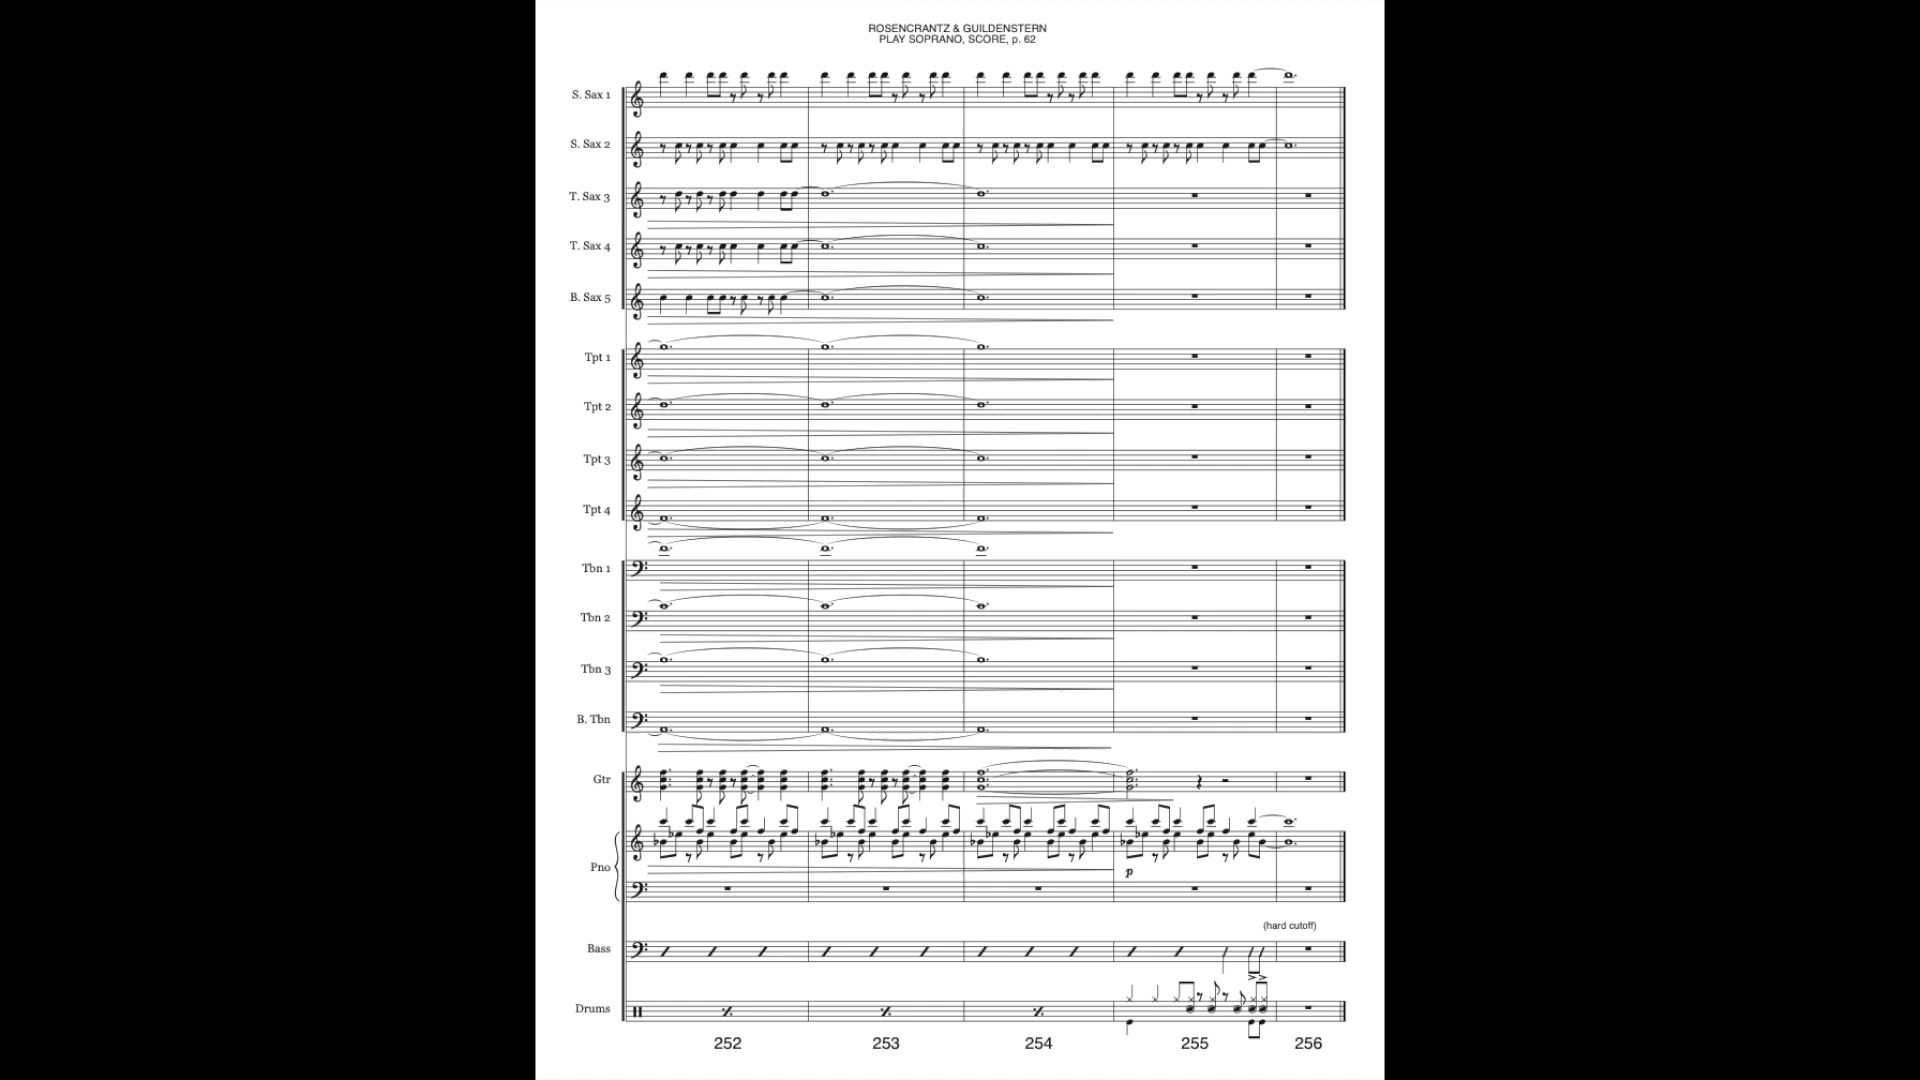 ROSENCRANTZ & GUILDENSTERN
PLAY SOPRANO, SCORE, p. 62
S. Sax 1
S. Sax 2
T. Sax 3
T. Sax 4
B. Sax 5
Tpt 1
Tpt 2
Tpt 3
Tpt 4
Tbn 1
Tbn 2
Tbn 3
B. Tbn
Gtr
Pno
p
(hard cutoff)
Bass
Drums
252 253 254 255 256